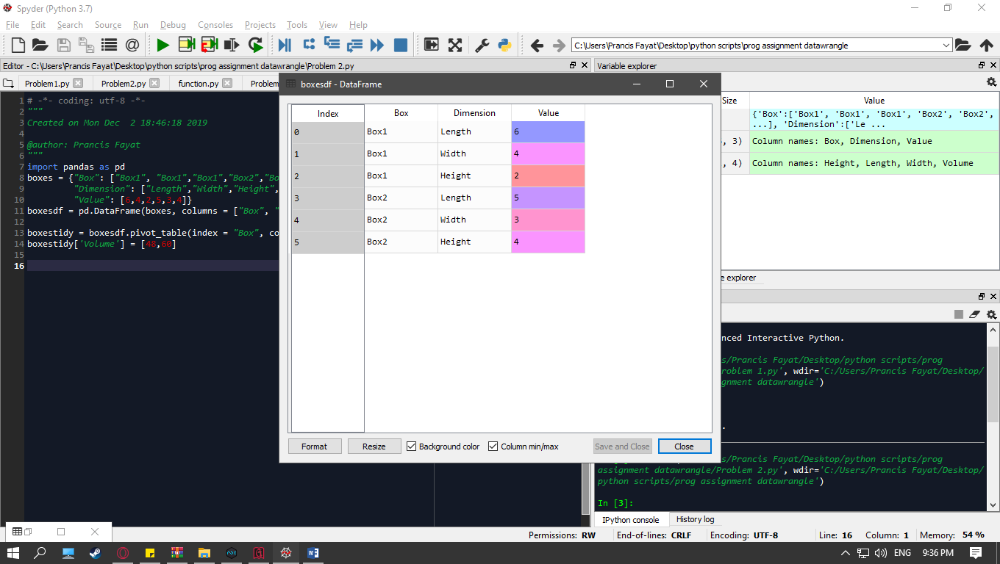 Spyder (Python 3.7)
File Edit Search Source Run Debug Consoles Projects Tools View Help
C:\Users\Prancis Fayat\Desktop\python scripts\prog assignment datawrangle
Editor - C:\Users\Prancis Fayat\Desktop\python scripts\prog assignment datawrangle\Problem 2.py
Problem1.py Problem2.py function.py Problem
1 # -*- coding: utf-8 -*-
2 """
3 Created on Mon Dec  2 18:46:18 2019
4
5 @author: Prancis Fayat
6 """
7 import pandas as pd
8 boxes = {"Box": ["Box1", "Box1","Box1","Box2","Bo
9 "Dimension": ["Length","Width","Height",
10 "Value": [6,4,2,5,3,4]}
11 boxesdf = pd.DataFrame(boxes, columns = ["Box", "
12
13 boxestidy = boxesdf.pivot_table(index = "Box", co
14 boxestidy['Volume'] = [48,60]
15
16
boxesdf - DataFrame
Index Box Dimension Value
0 Box1 Length 6
1 Box1 Width 4
2 Box1 Height 2
3 Box2 Length 5
4 Box2 Width 3
5 Box2 Height 4
Format Resize Background color Column min/max Save and Close Close
Variable explorer
Size Value
{'Box':['Box1', 'Box1', 'Box1', 'Box2', 'Box2',
...], 'Dimension':['Le ...
, 3) Column names: Box, Dimension, Value
, 4) Column names: Height, Length, Width, Volume
e explorer
nced Interactive Python.
s/Prancis Fayat/Desktop/python scripts/prog
roblem 1.py', wdir='C:/Users/Prancis Fayat/Desktop/
gnment datawrangle')
.
s/Prancis Fayat/Desktop/python scripts/prog
assignment datawrangle/Problem 2.py', wdir='C:/Users/Prancis Fayat/Desktop/
python scripts/prog assignment datawrangle')
In [3]:
IPython console History log
Permissions: RW End-of-lines: CRLF Encoding: UTF-8 Line: 16 Column: 1 Memory: 54 %
ENG 9:36 PM